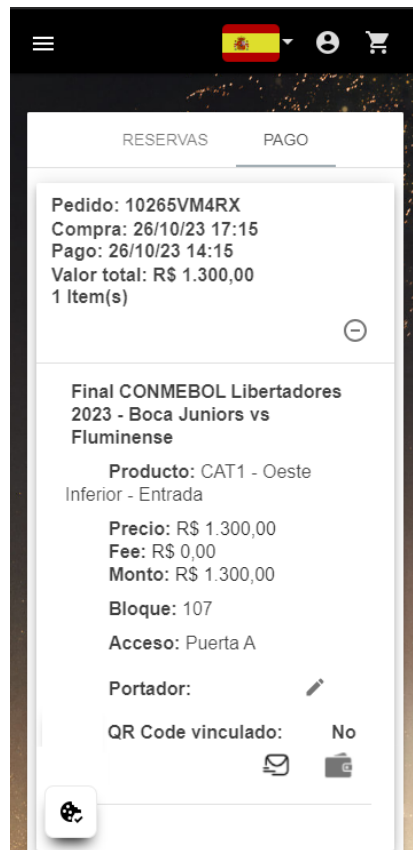 RESERVAS PAGO
Pedido: 10265VM4RX
Compra: 26/10/23 17:15
Pago: 26/10/23 14:15
Valor total: R$ 1.300,00
1 Item(s)
Final CONMEBOL Libertadores
2023 - Boca Juniors vs
Fluminense
Producto: CAT1 - Oeste
Inferior - Entrada
Precio: R$ 1.300,00
Fee: R$ 0,00
Monto: R$ 1.300,00
Bloque: 107
Acceso: Puerta A
Portador:
QR Code vinculado: No